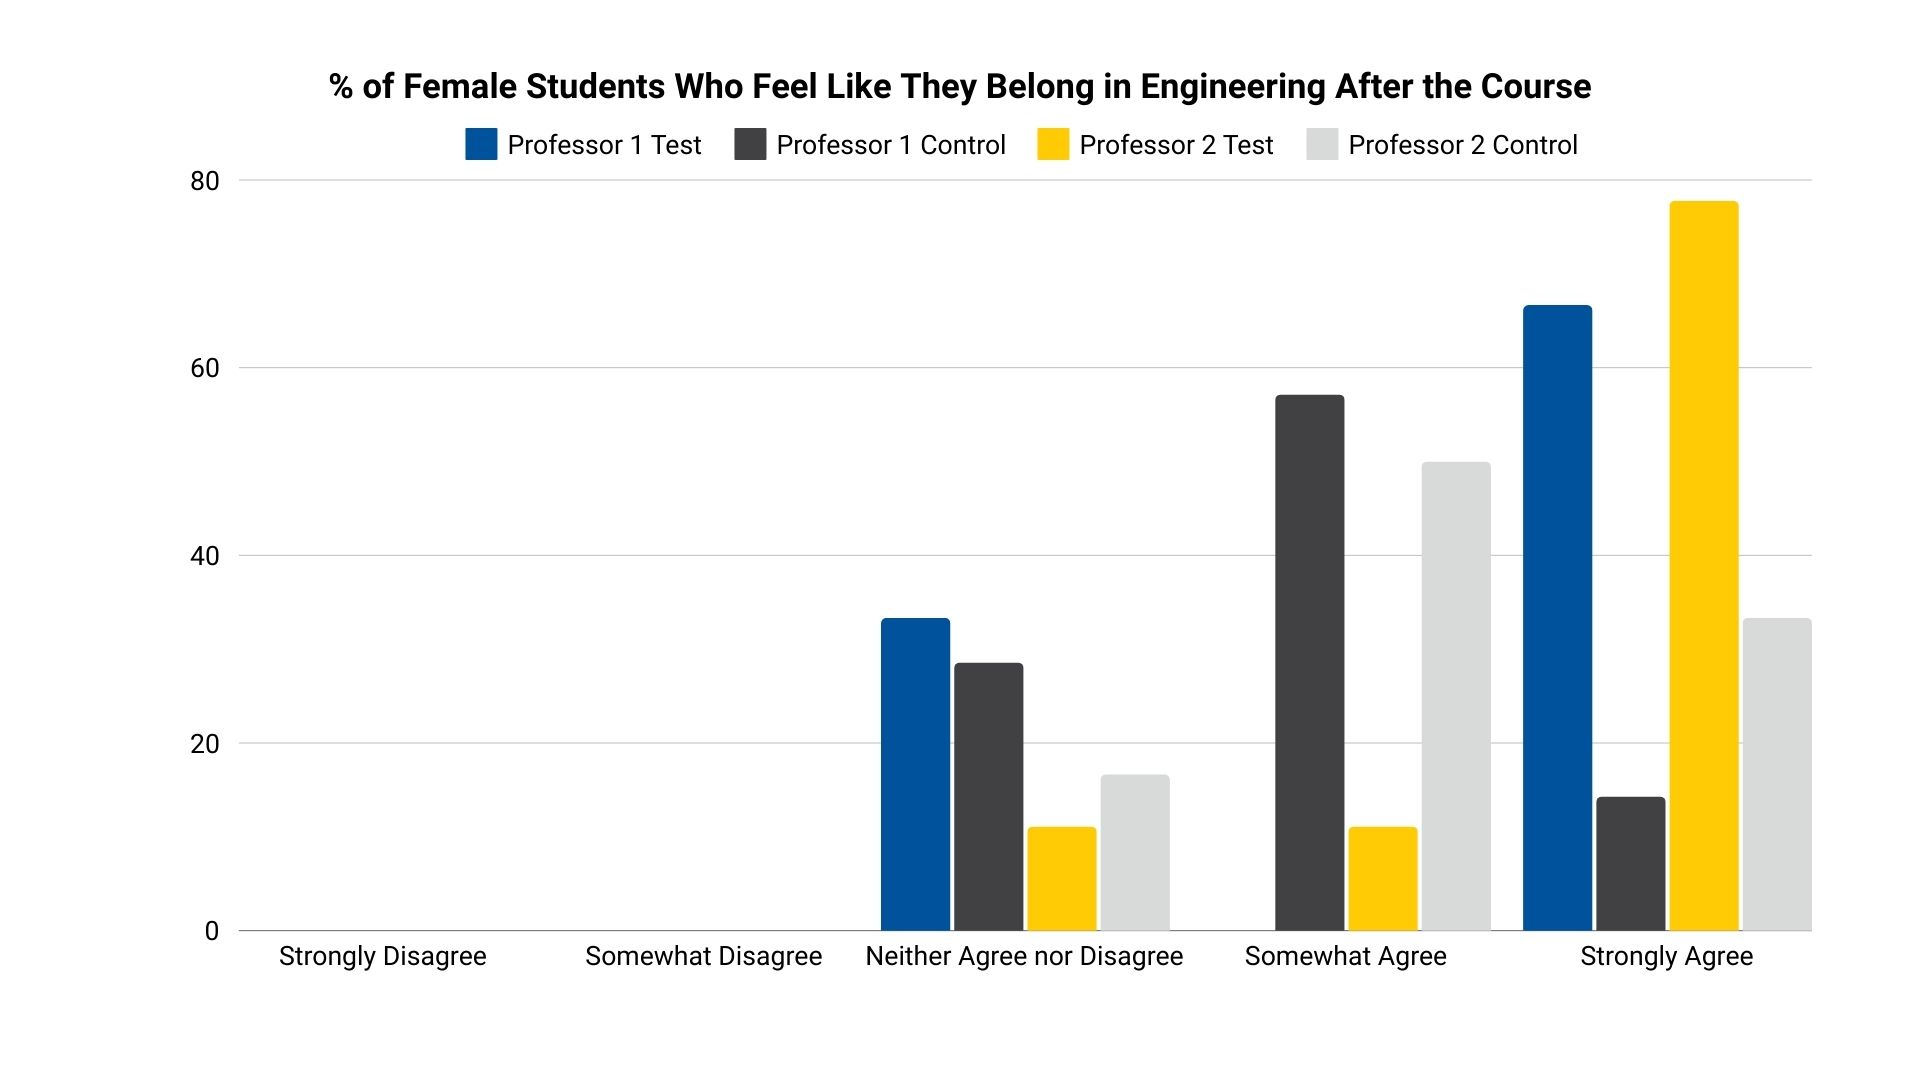 % of Female Students Who Feel Like They Belong in Engineering After the Course
Professor 1 Test Professor 1 Control Professor 2 Test Professor 2 Control
80
60
40
20
0
Strongly Disagree Somewhat Disagree Neither Agree nor Disagree Somewhat Agree Strongly Agree